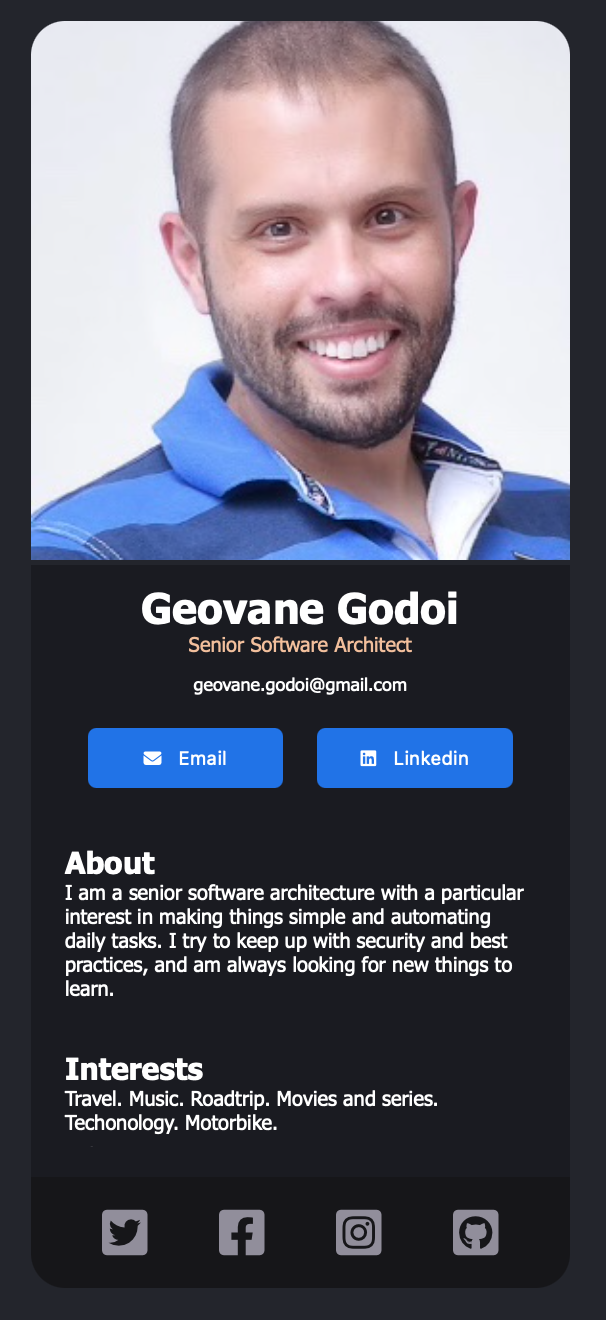 Geovane Godoi
Senior Software Architect
geovane.godoi@gmail.com
Email
Linkedin
About
I am a senior software architecture with a particular
interest in making things simple and automating
daily tasks. I try to keep up with security and best
practices, and am always looking for new things to
learn.
Interests
Travel. Music. Roadtrip. Movies and series.
Techonology. Motorbike.